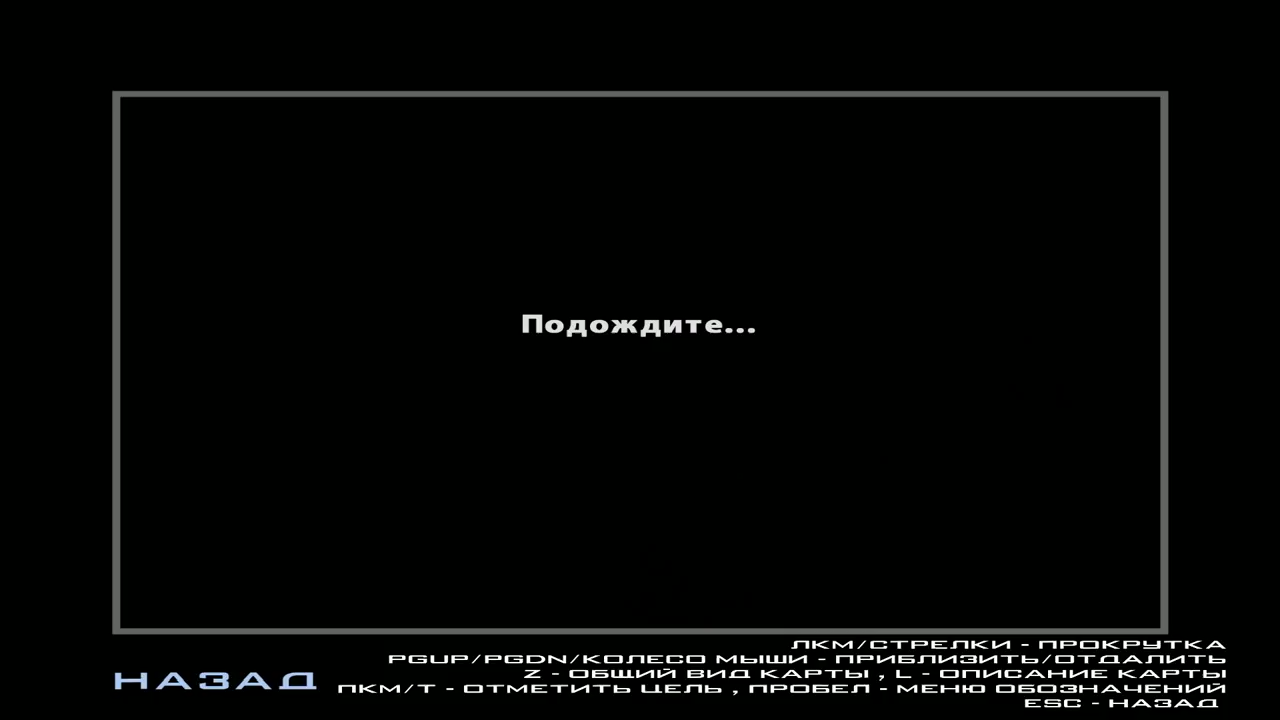 Подождите...
ЛКМ/СТРЕЛКИ - ПРОКРУТКА
PGUP/PGDN/КОЛЕСО МЫШИ - ПРИБЛИЗИТЬ/ОТДАЛИТЬ
Z - ОБЩИЙ ВИД КАРТЫ , L - ОПИСАНИЕ КАРТЫ
НАЗАД
ПКМ/T - ОТМЕТИТЬ ЦЕЛЬ , ПРОБЕЛ - МЕНЮ ОБОЗНАЧЕНИЙ
ESC - НАЗАД